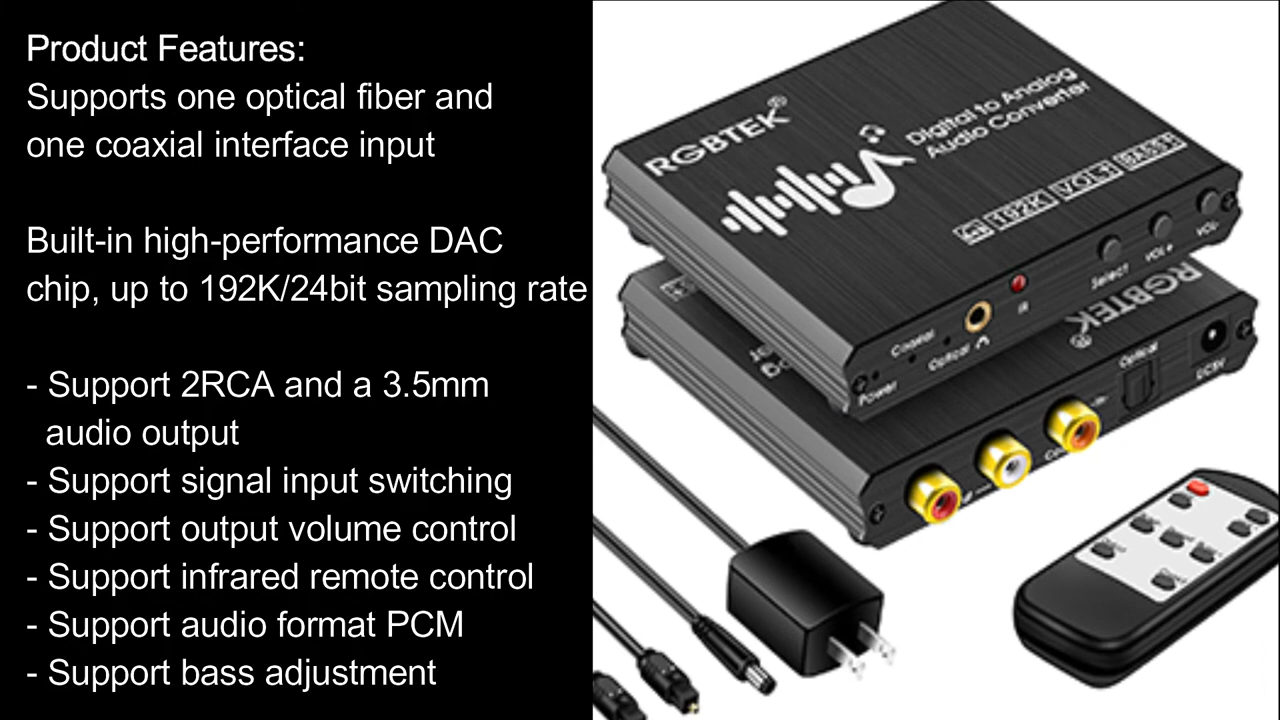 Product Features:
Supports one optical fiber and
one coaxial interface input
Built-in high-performance DAC
chip, up to 192K/24bit sampling rate
- Support 2RCA and a 3.5mm
audio output
- Support signal input switching
- Support output volume control
- Support infrared remote control
- Support audio format PCM
- Support bass adjustment
RGBTEK®
Digital to Analog
Audio Converter
192K VOL+ BASS+
Select VOL+ VOL-
IR
Coaxial
Optical
Power
RGBTEK®
Optical
DC5V